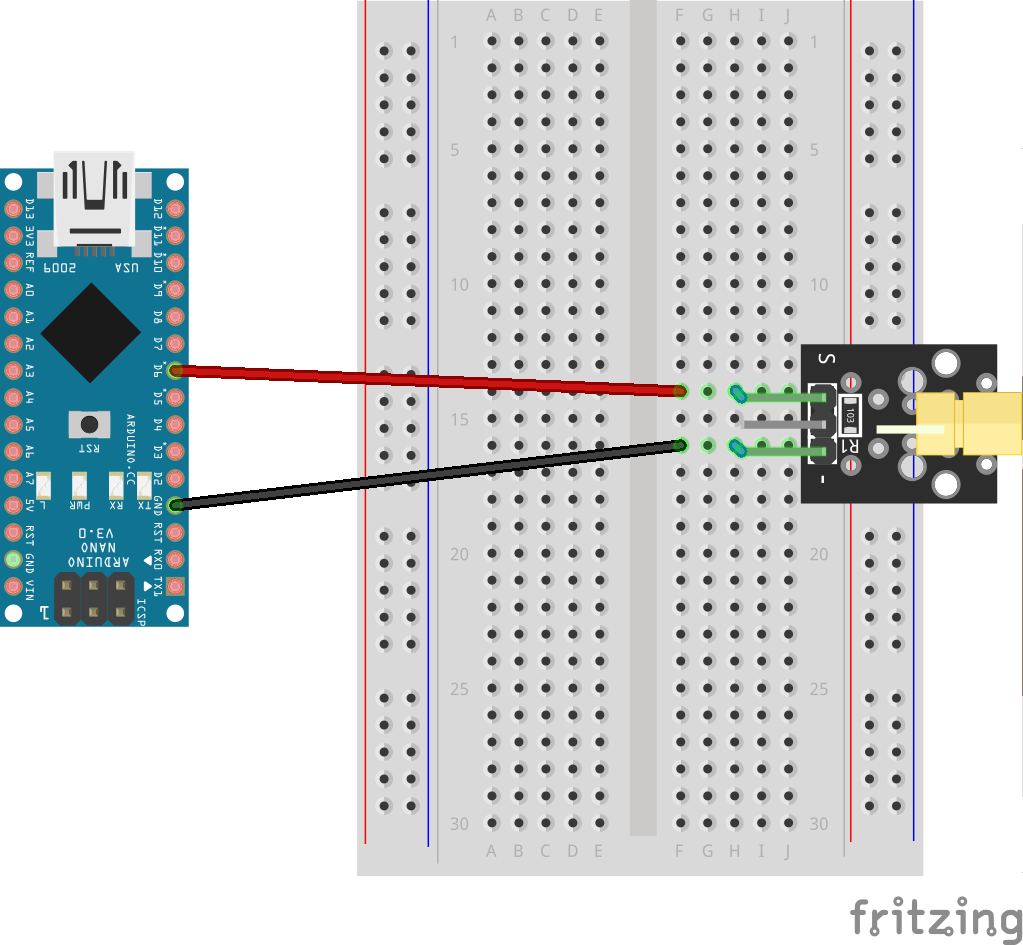 A B C D E F G H I J
1 1
5 5
10 10
15 15
20 20
25 25
30 30
A B C D E F G H I J
D13
3V3
REF
A0
A1
A2
A3
A4
A5
A6
A7
5V
RST
GND
VIN
D12
D11
D10
D9
D8
D7
D6
D5
D4
D3
D2
GND
RST
RX0
TX1
2009
USA
RST
ARDUINO.CC
L
PWR
RX
TX
ARDUINO
NANO
V3.0
ICSP
1
S
103
R1
-
fritzing